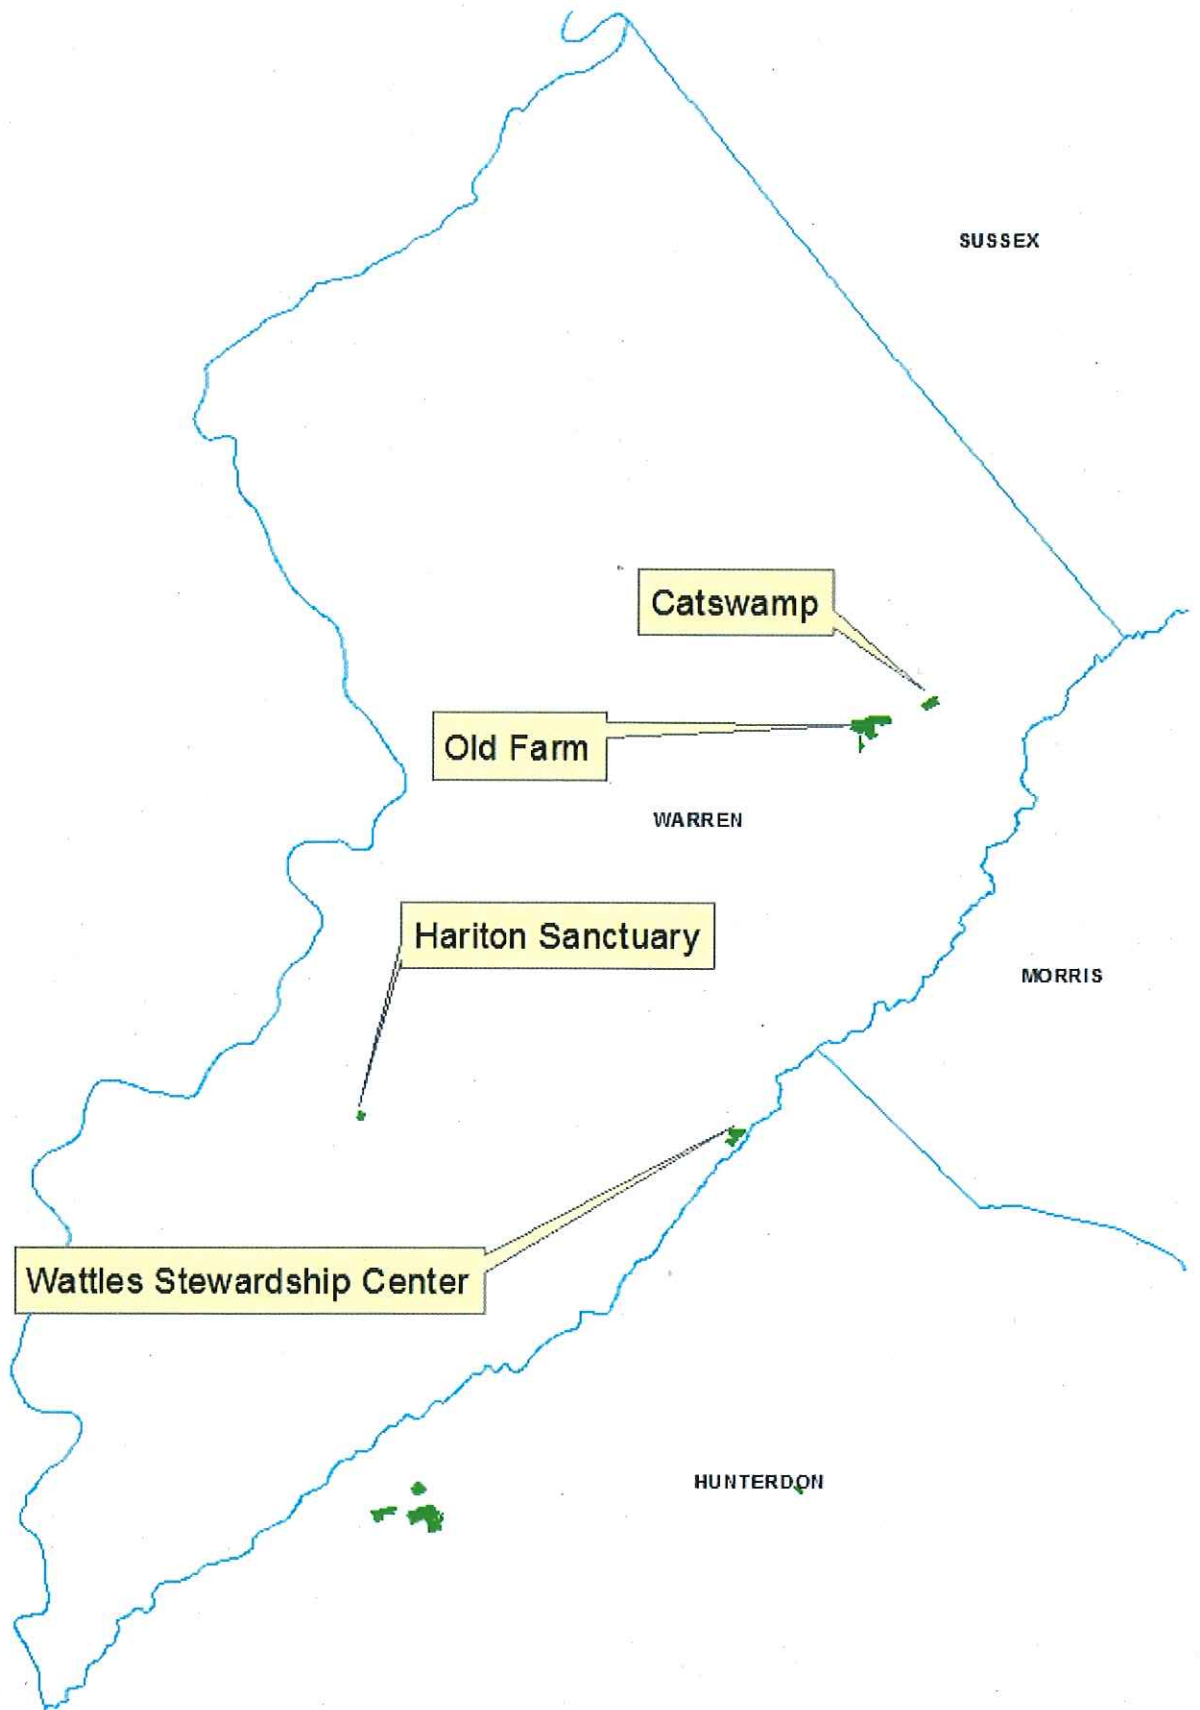 SUSSEX
Catswamp
Old Farm
WARREN
Hariton Sanctuary
MORRIS
Wattles Stewardship Center
HUNTERDON